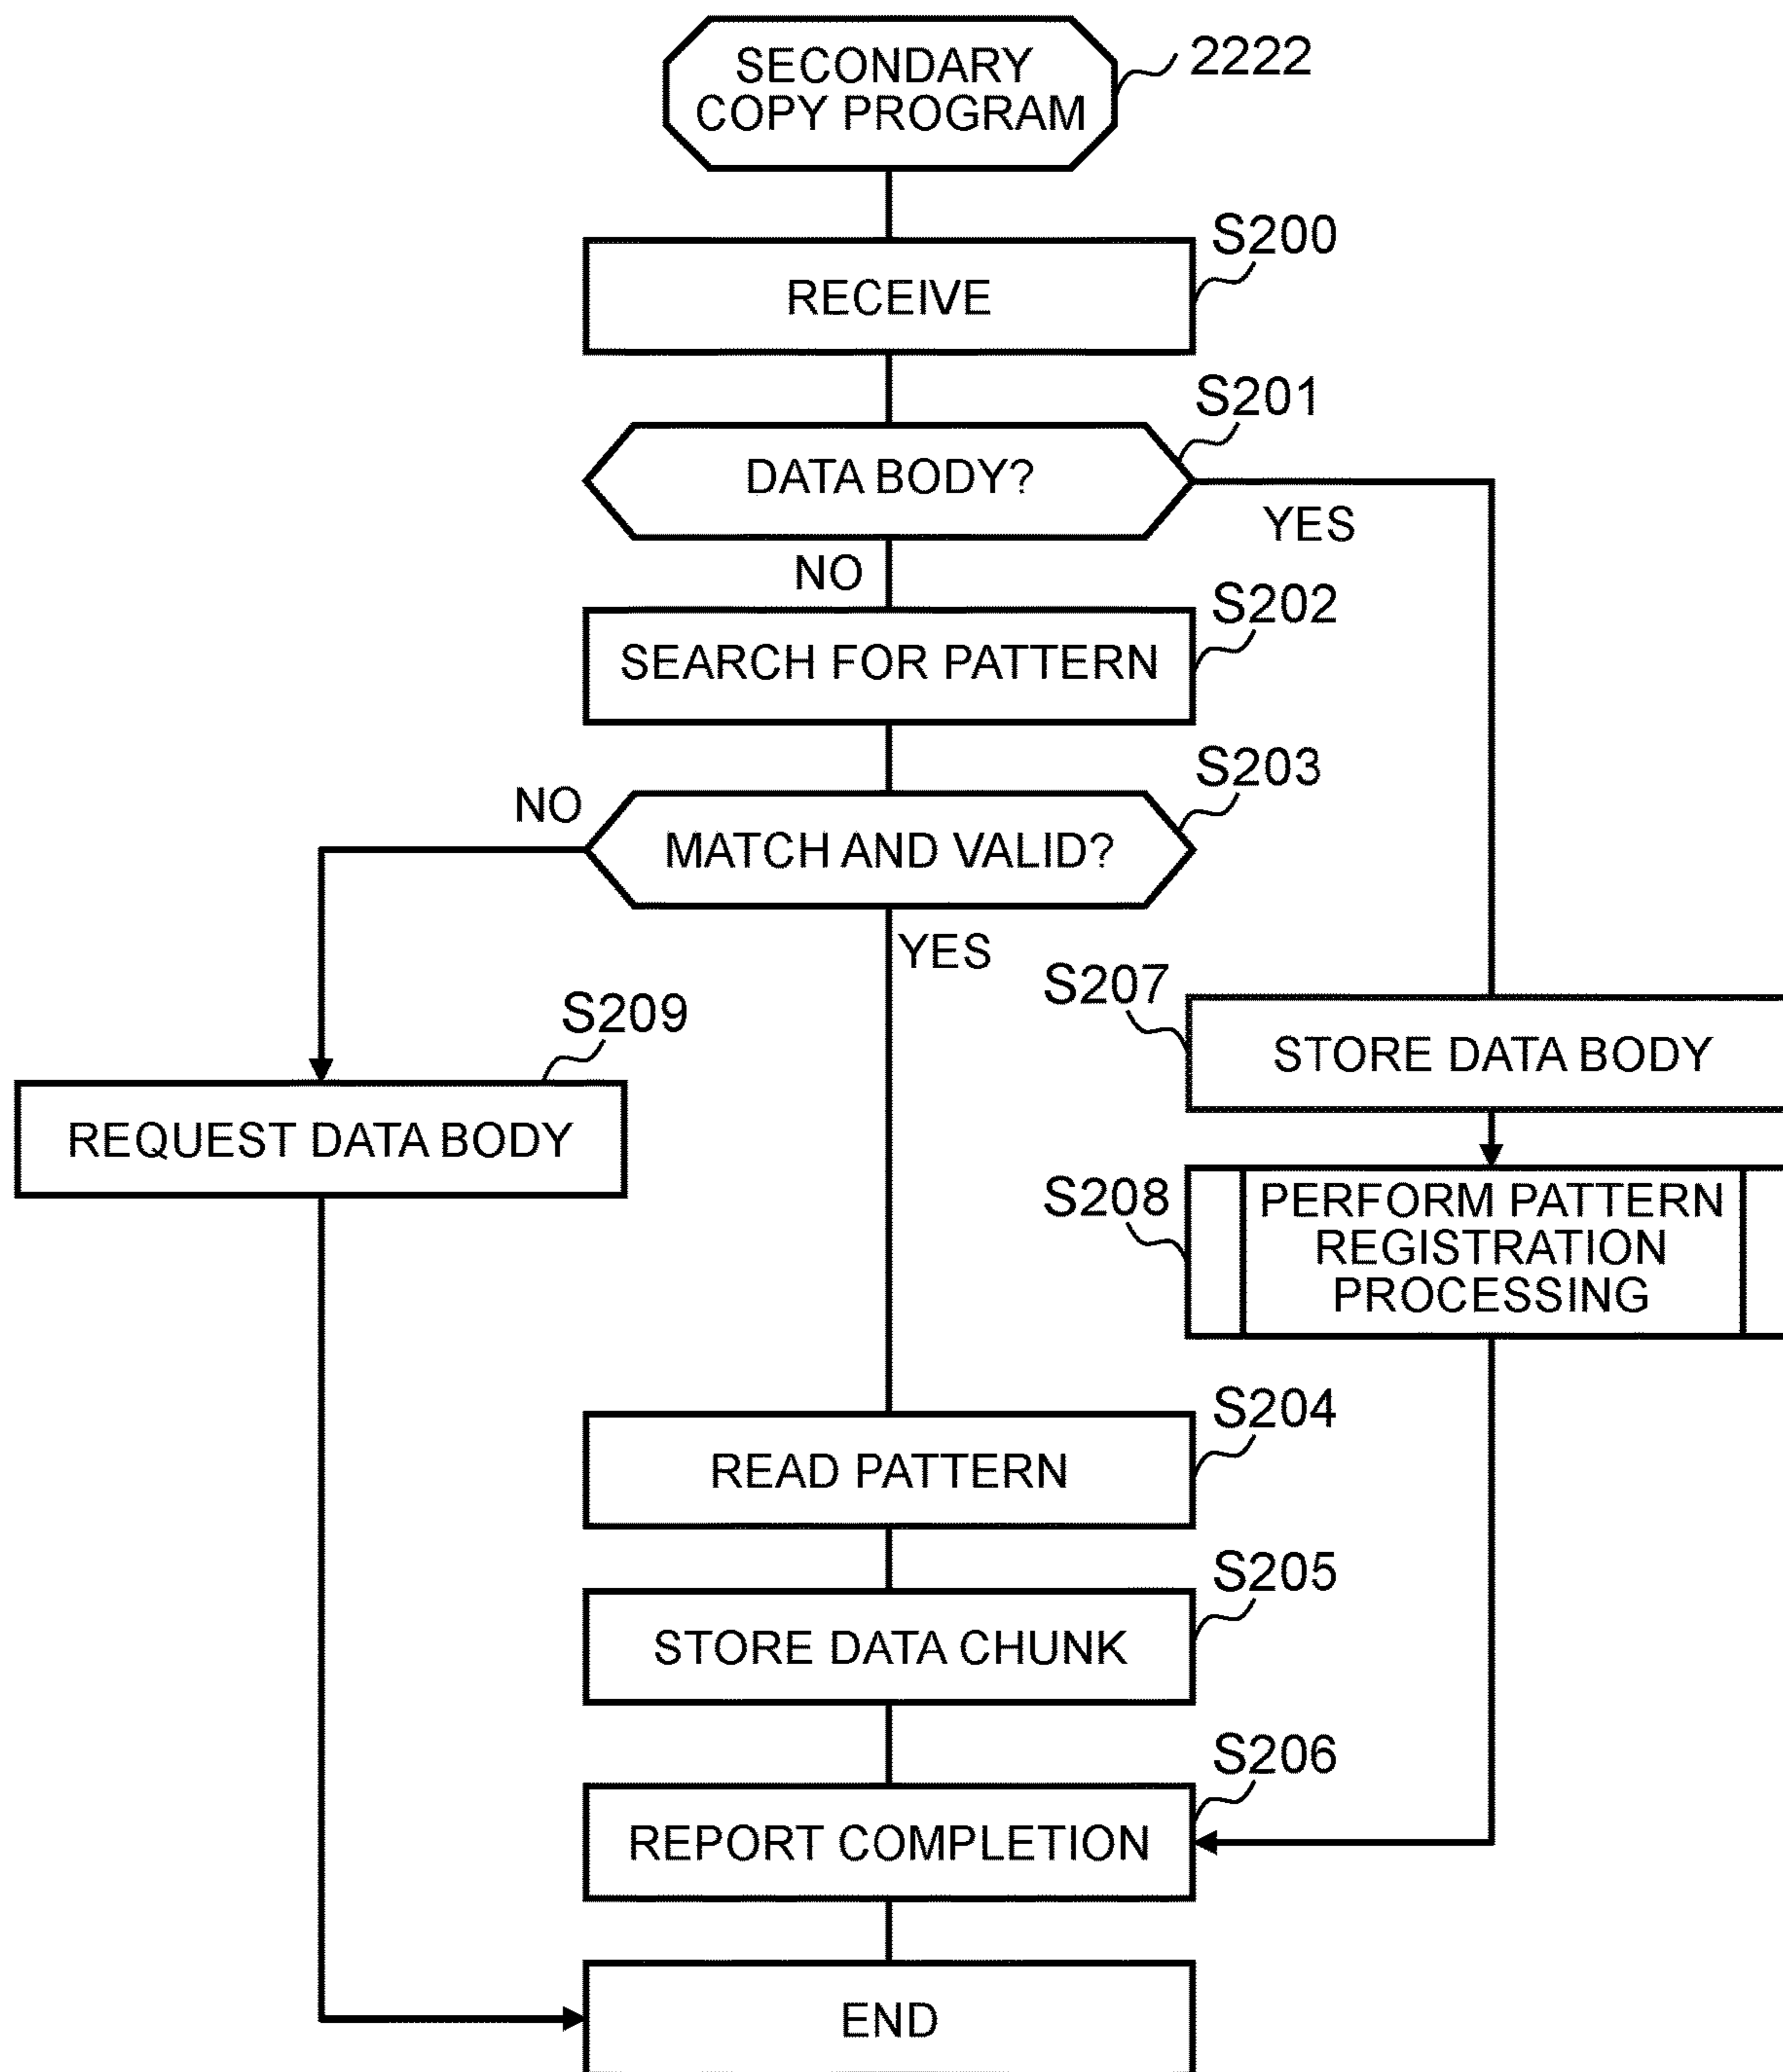 SECONDARY
COPY PROGRAM
2222
S200
RECEIVE
S201
DATA BODY?
YES
NO
S202
SEARCH FOR PATTERN
S203
NO
MATCH AND VALID?
YES
S207
STORE DATA BODY
S209
REQUEST DATA BODY
S208
PERFORM PATTERN
REGISTRATION
PROCESSING
S204
READ PATTERN
S205
STORE DATA CHUNK
S206
REPORT COMPLETION
END